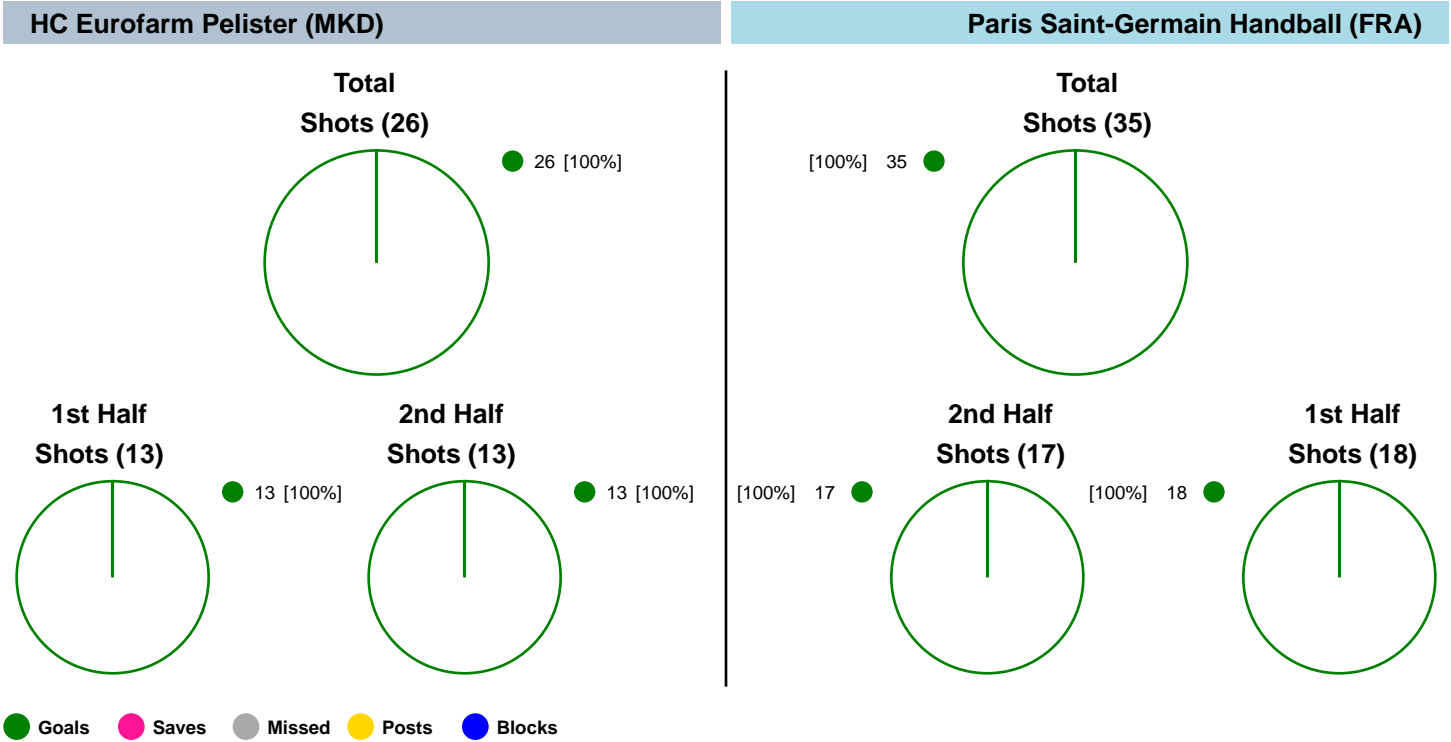 HC Eurofarm Pelister (MKD)
Paris Saint-Germain Handball (FRA)
Total
Shots (26)
26 [100%]
Total
Shots (35)
[100%] 35
1st Half
Shots (13)
13 [100%]
2nd Half
Shots (13)
13 [100%]
2nd Half
Shots (17)
[100%] 17
1st Half
Shots (18)
[100%] 18
Goals Saves Missed Posts Blocks